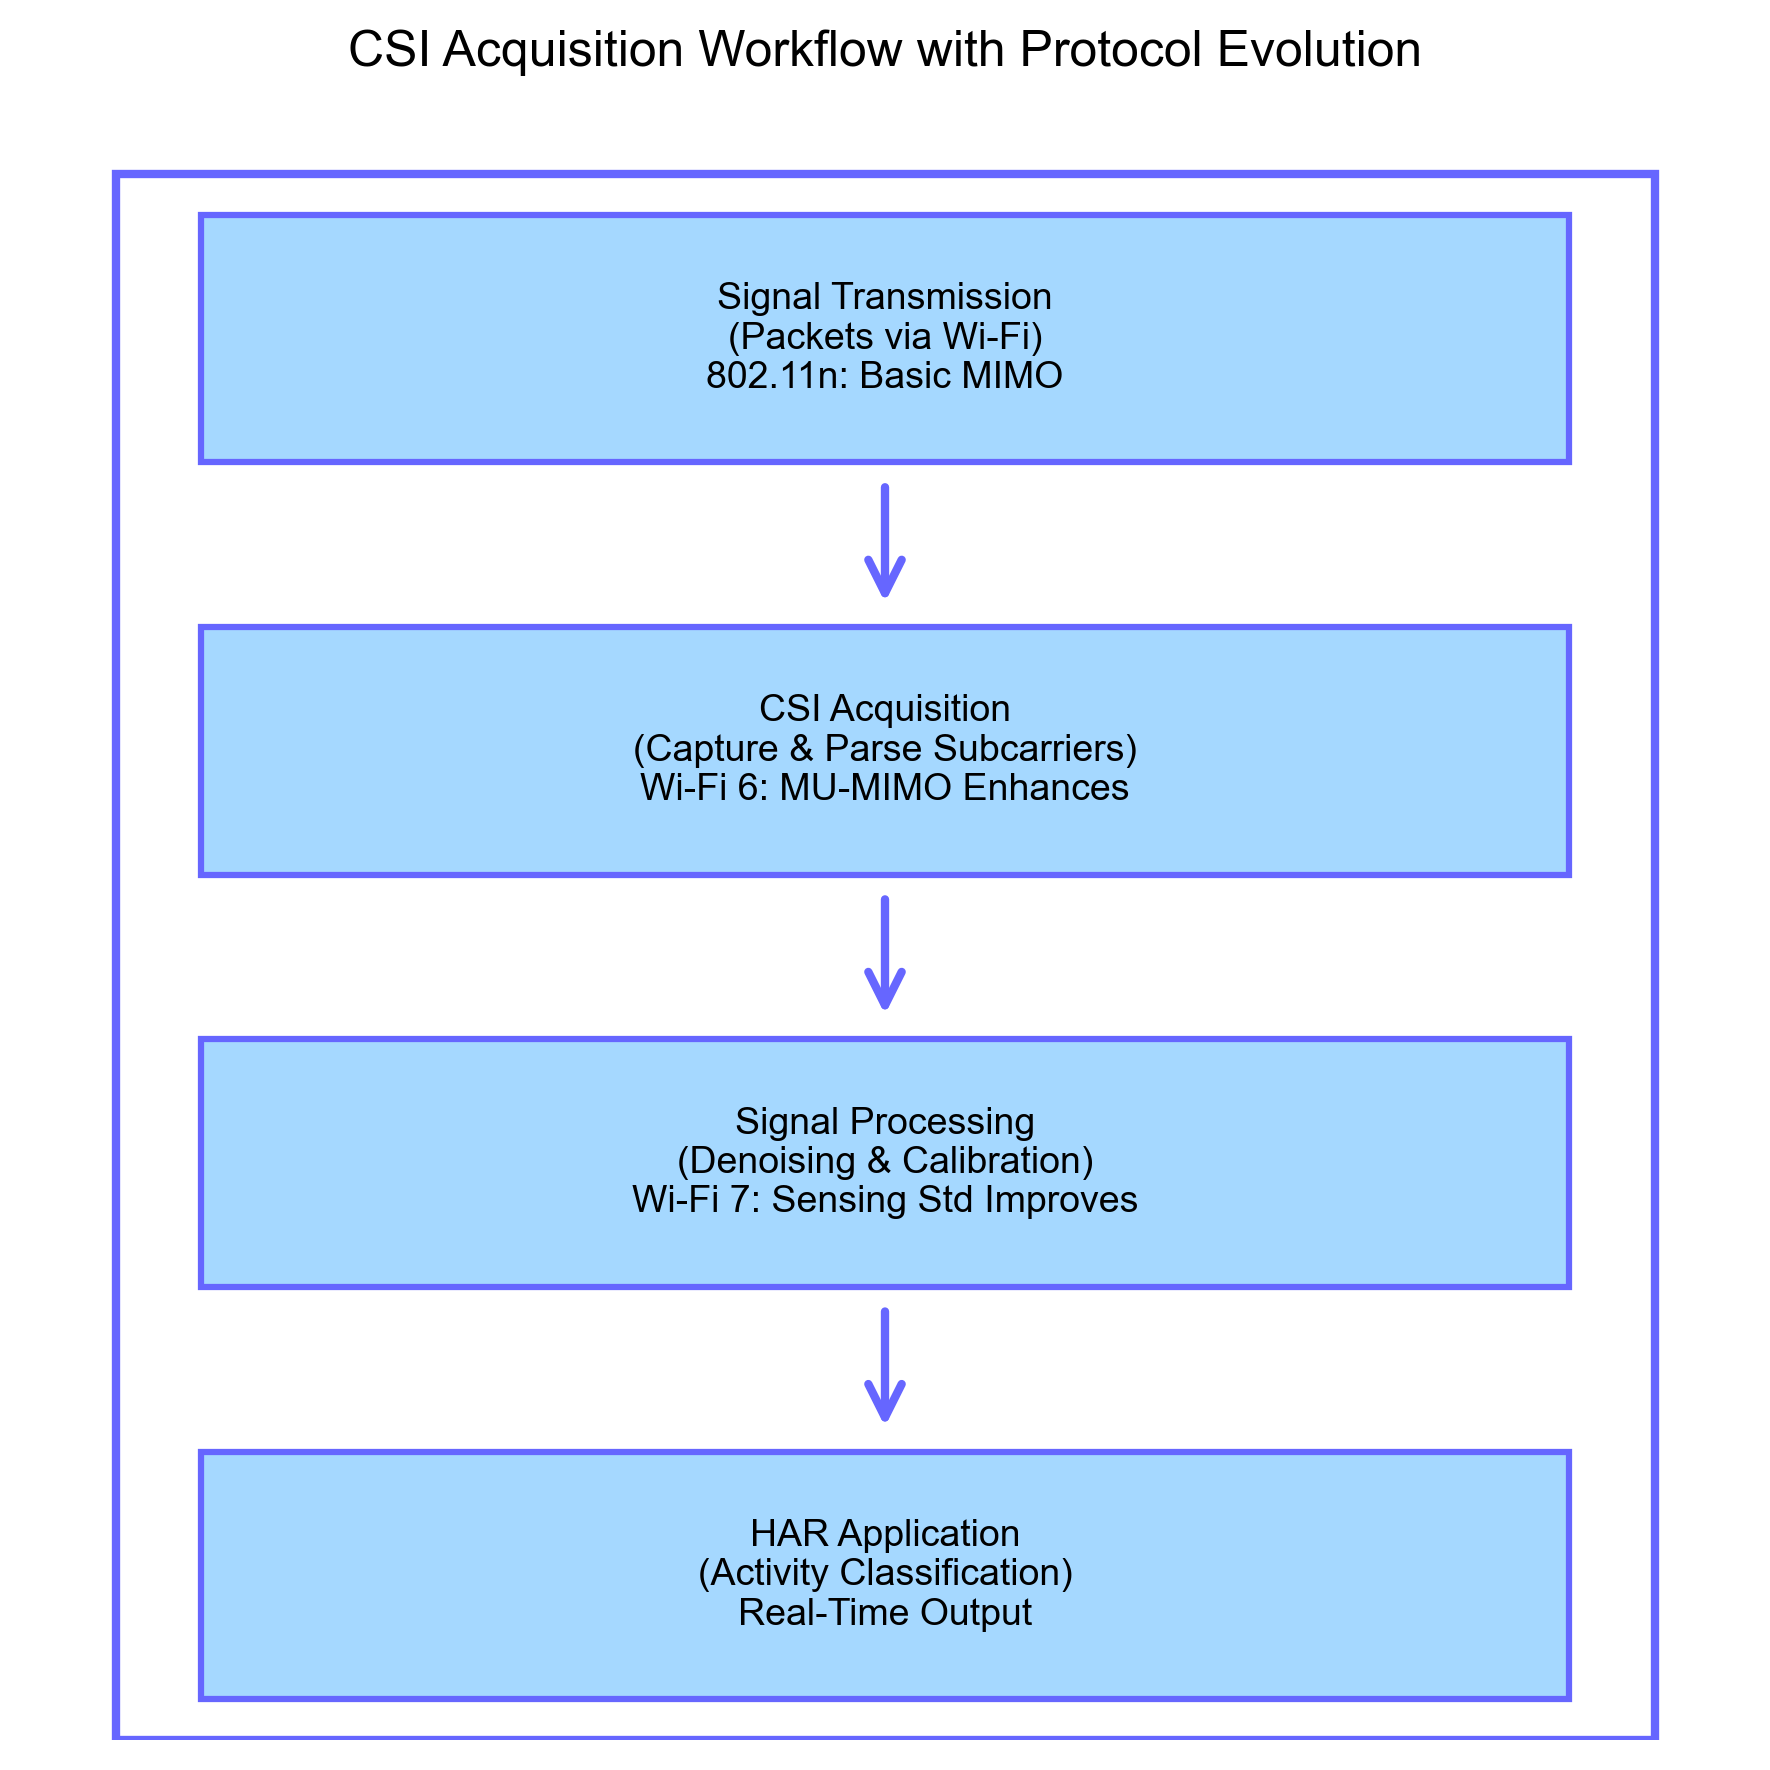 CSI Acquisition Workflow with Protocol Evolution
Signal Transmission
(Packets via Wi-Fi)
802.11n: Basic MIMO
CSI Acquisition
(Capture & Parse Subcarriers)
Wi-Fi 6: MU-MIMO Enhances
Signal Processing
(Denoising & Calibration)
Wi-Fi 7: Sensing Std Improves
HAR Application
(Activity Classification)
Real-Time Output